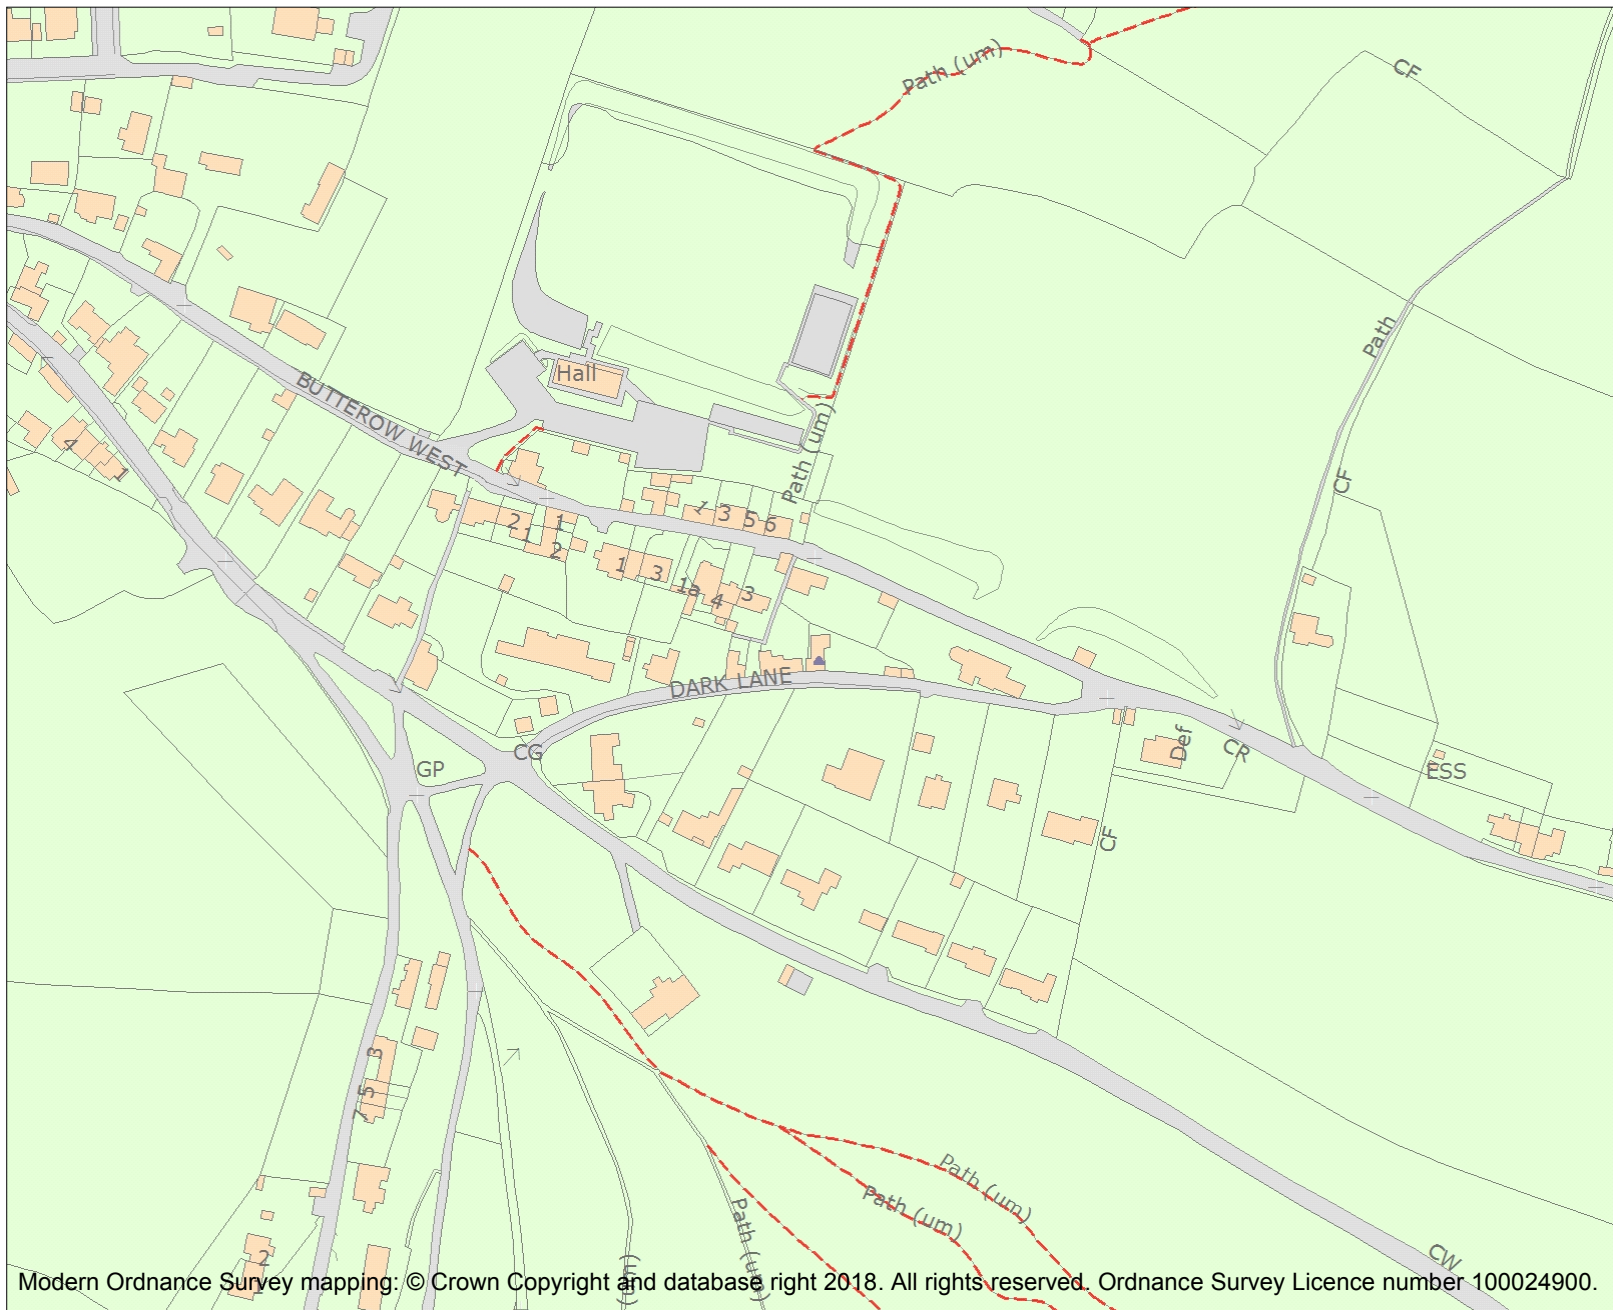 CF
Path (um)
Path
Hall
BUTTEROW WEST
4
1
CF
Path (um)
1
3
5
6
2
1
1
2
1
3
1a
4
3
DARK LANE
CG
GP
Def
CR
ESS
CF
3
5
7
Path (um)
Path (um)
Path (um)
(um)
2
1
CW
Modern Ordnance Survey mapping: © Crown Copyright and database right 2018. All rights reserved. Ordnance Survey Licence number 100024900.